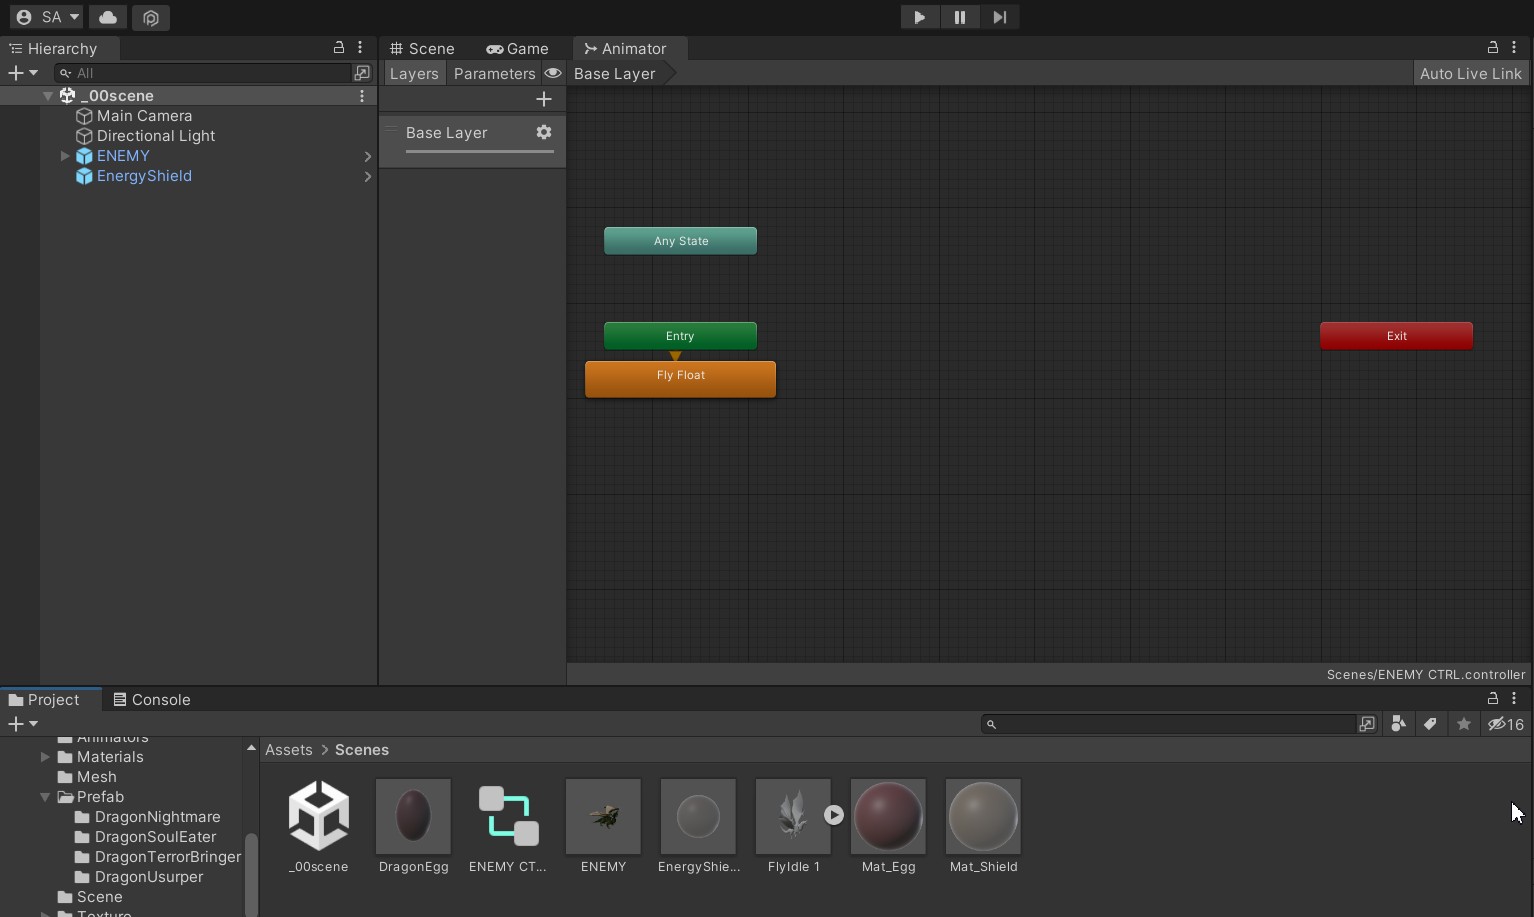 SA
Hierarchy
Scene
Game
Animator
All
Layers
Parameters
Base Layer
Auto Live Link
_00scene
Main Camera
Directional Light
ENEMY
EnergyShield
Base Layer
Any State
Entry
Exit
Fly Float
Scenes/ENEMY CTRL.controller
Project
Console
16
Animators
Materials
Mesh
Prefab
DragonNightmare
DragonSoulEater
DragonTerrorBringer
DragonUsurper
Scene
Texture
Assets > Scenes
_00scene
DragonEgg
ENEMY CT...
ENEMY
EnergyShie...
FlyIdle 1
Mat_Egg
Mat_Shield